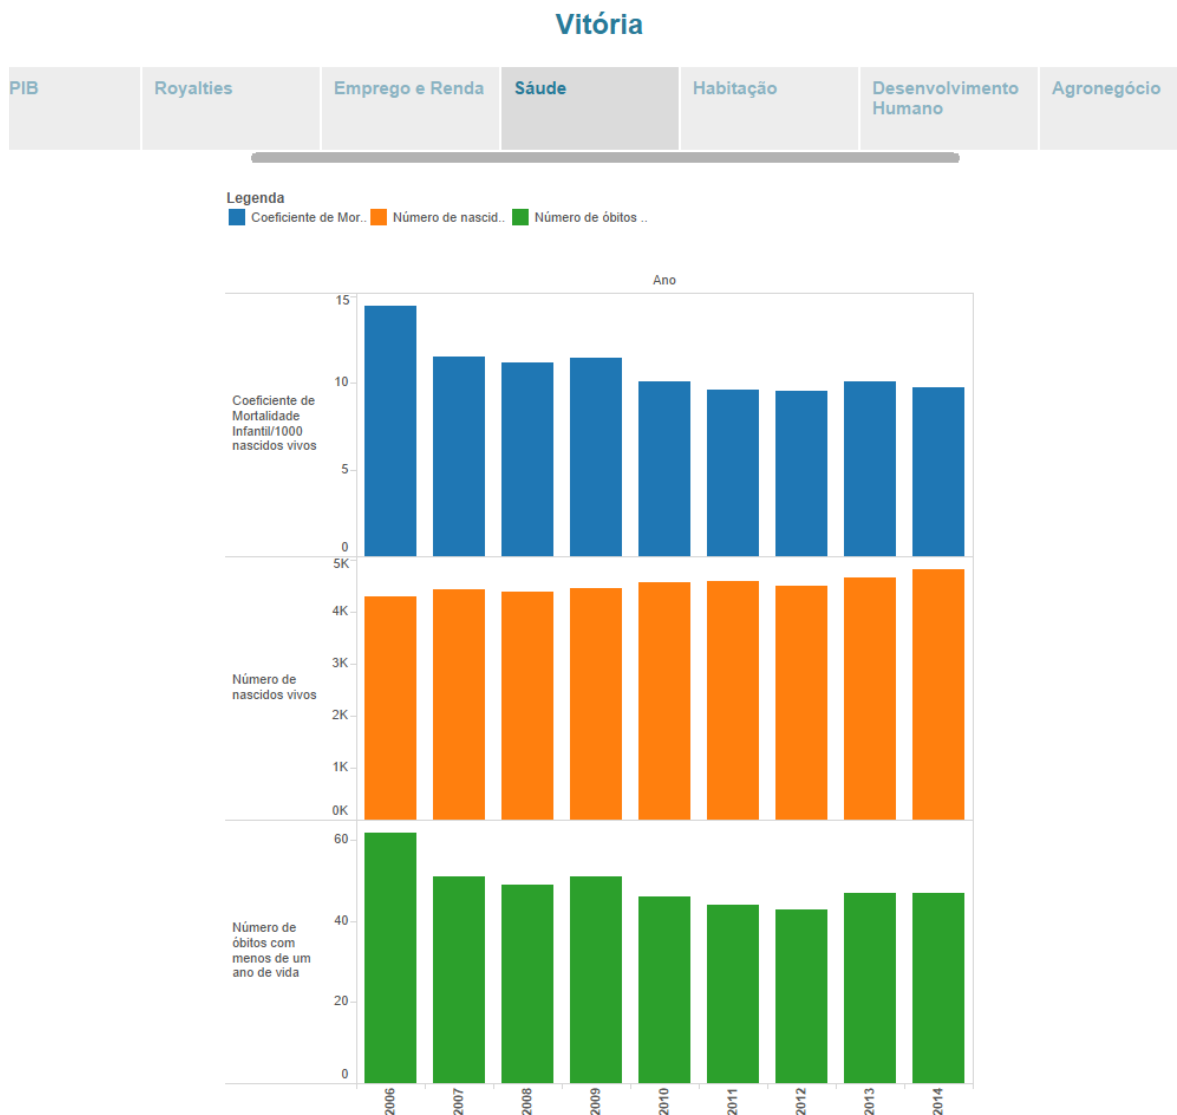 Vitória
PIB
Royalties
Emprego e Renda
Sáude
Habitação
Desenvolvimento
Humano
Agronegócio
Legenda
Coeficiente de Mor..
Número de nascid..
Número de óbitos ..
Ano
Coeficiente de
Mortalidade
Infantil/1000
nascidos vivos
15
10
5
0
Número de
nascidos vivos
5K
4K
3K
2K
1K
0K
Número de
óbitos com
menos de um
ano de vida
60
40
20
0
2006
2007
2008
2009
2010
2011
2012
2013
2014